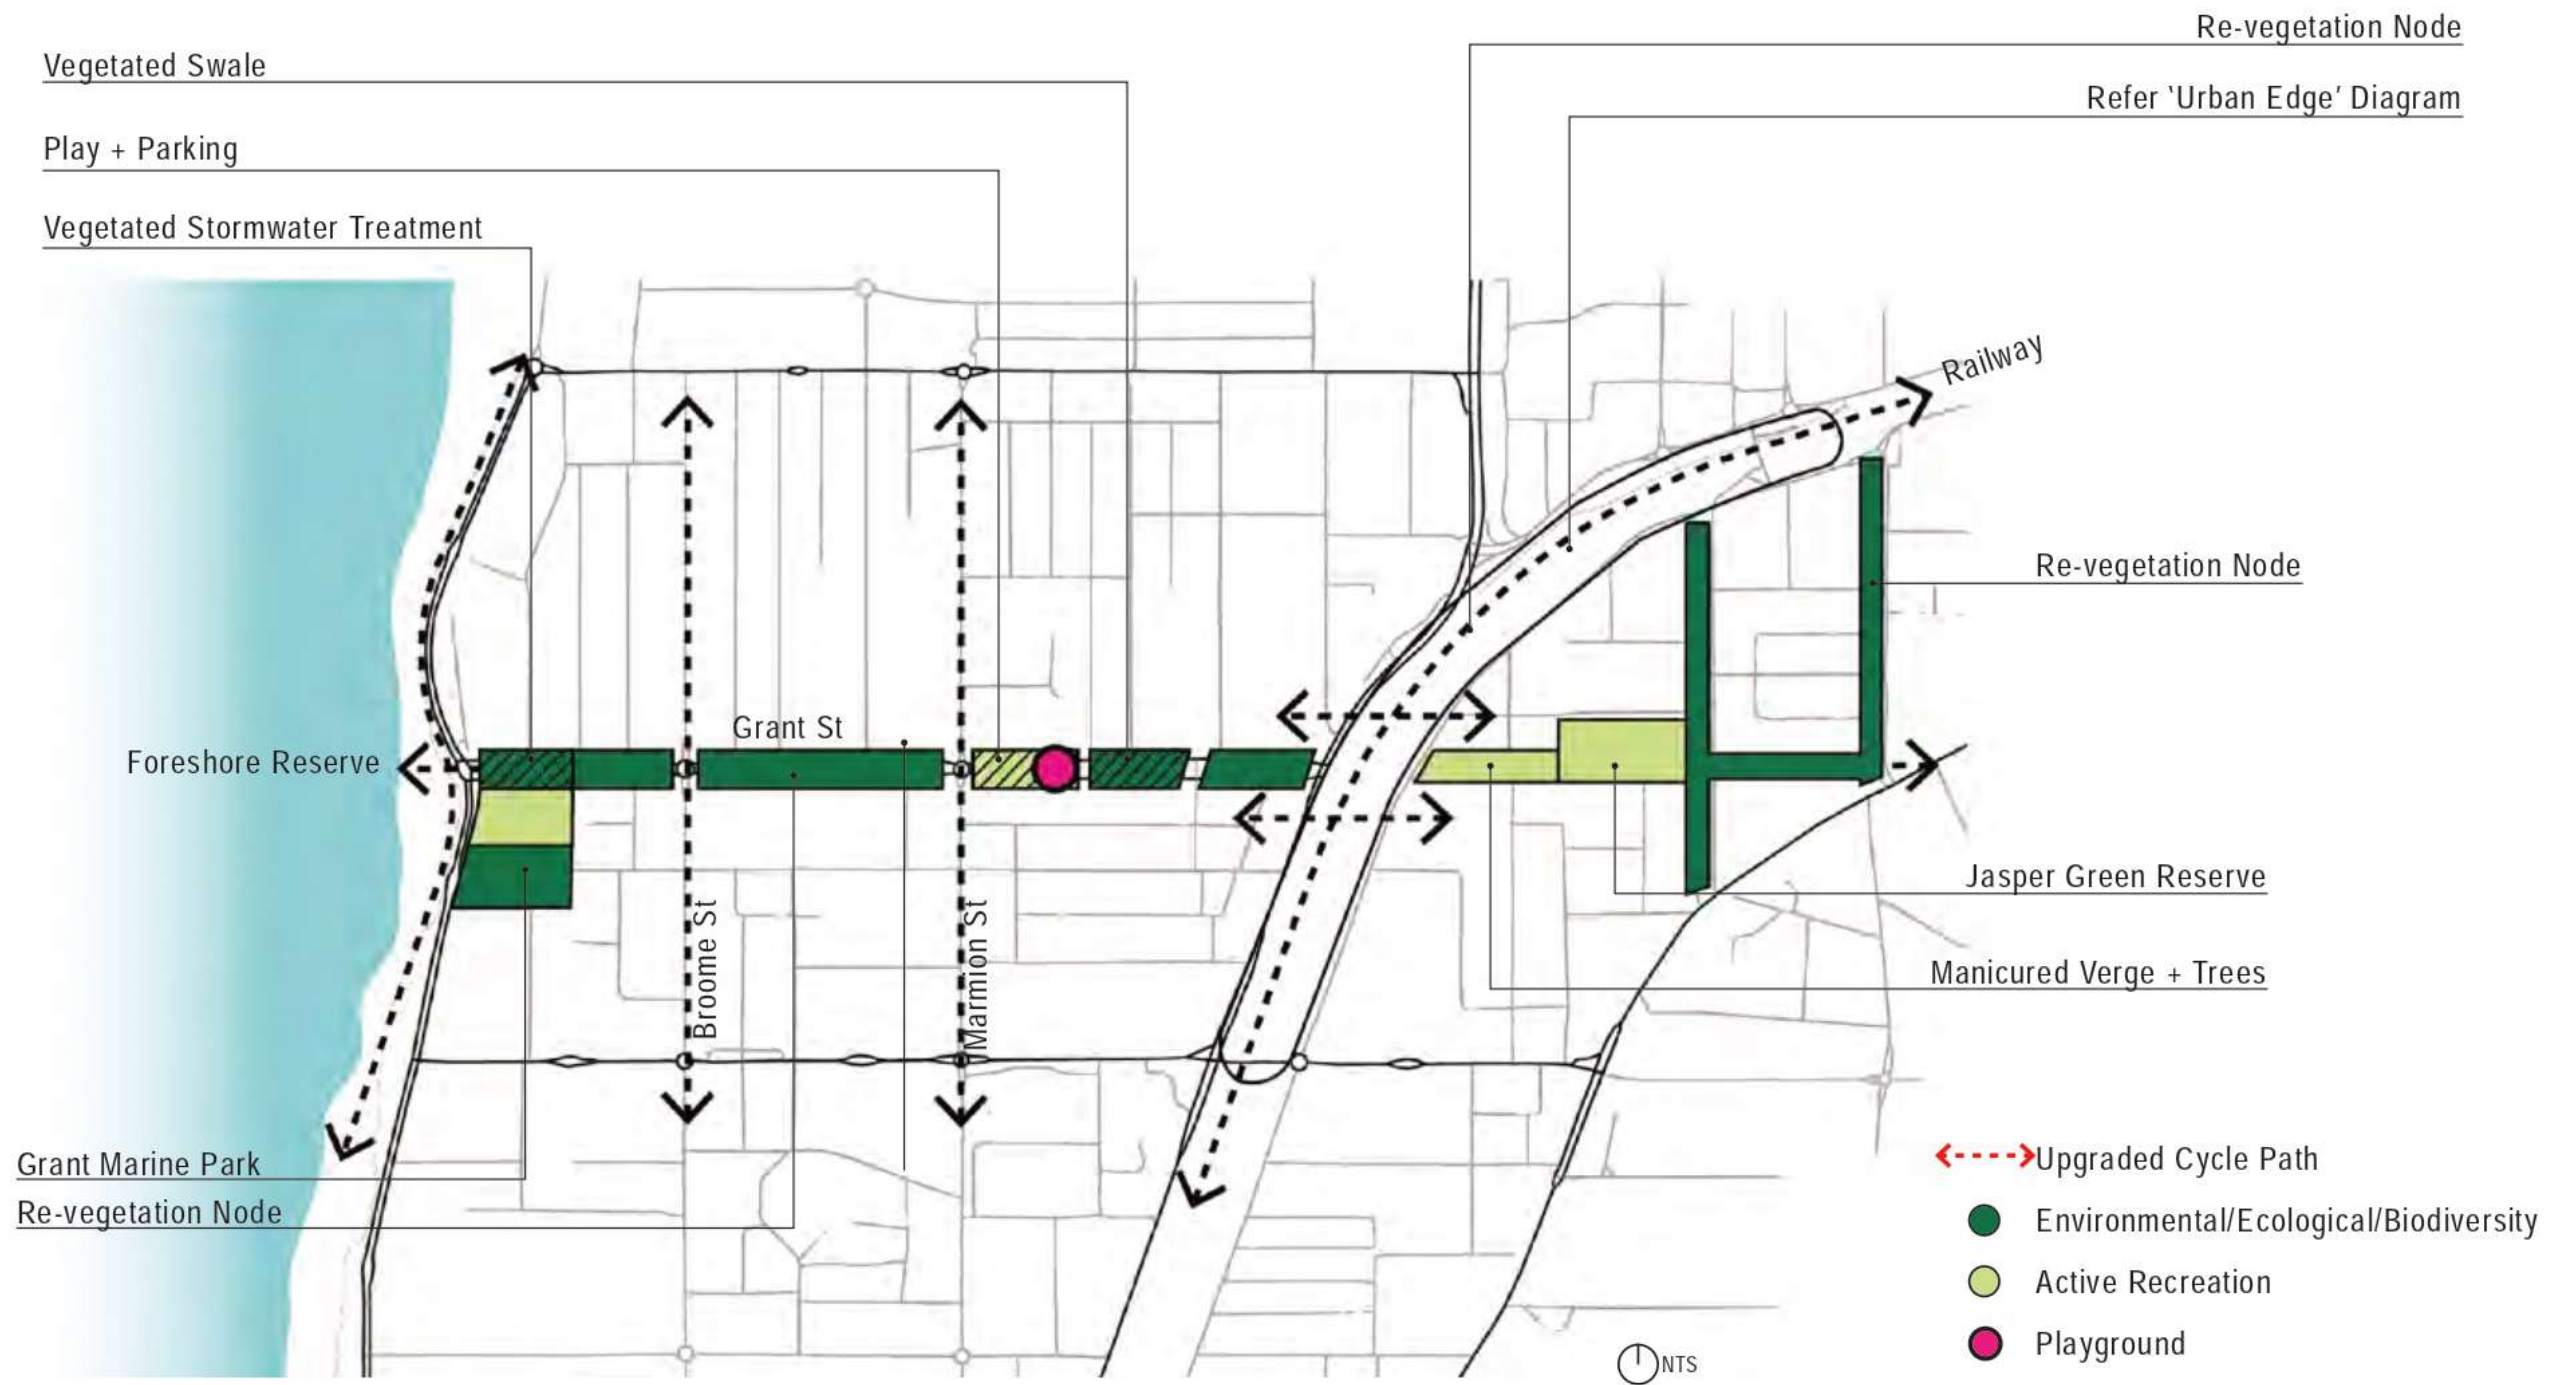 Re-vegetation Node
Vegetated Swale
Refer ‘Urban Edge’ Diagram
Play + Parking
Vegetated Stormwater Treatment
Railway
Re-vegetation Node
Grant St
Foreshore Reserve
Jasper Green Reserve
Broome St
Marmion St
Manicured Verge + Trees
Grant Marine Park
Re-vegetation Node
Upgraded Cycle Path
Environmental/Ecological/Biodiversity
Active Recreation
Playground
NTS